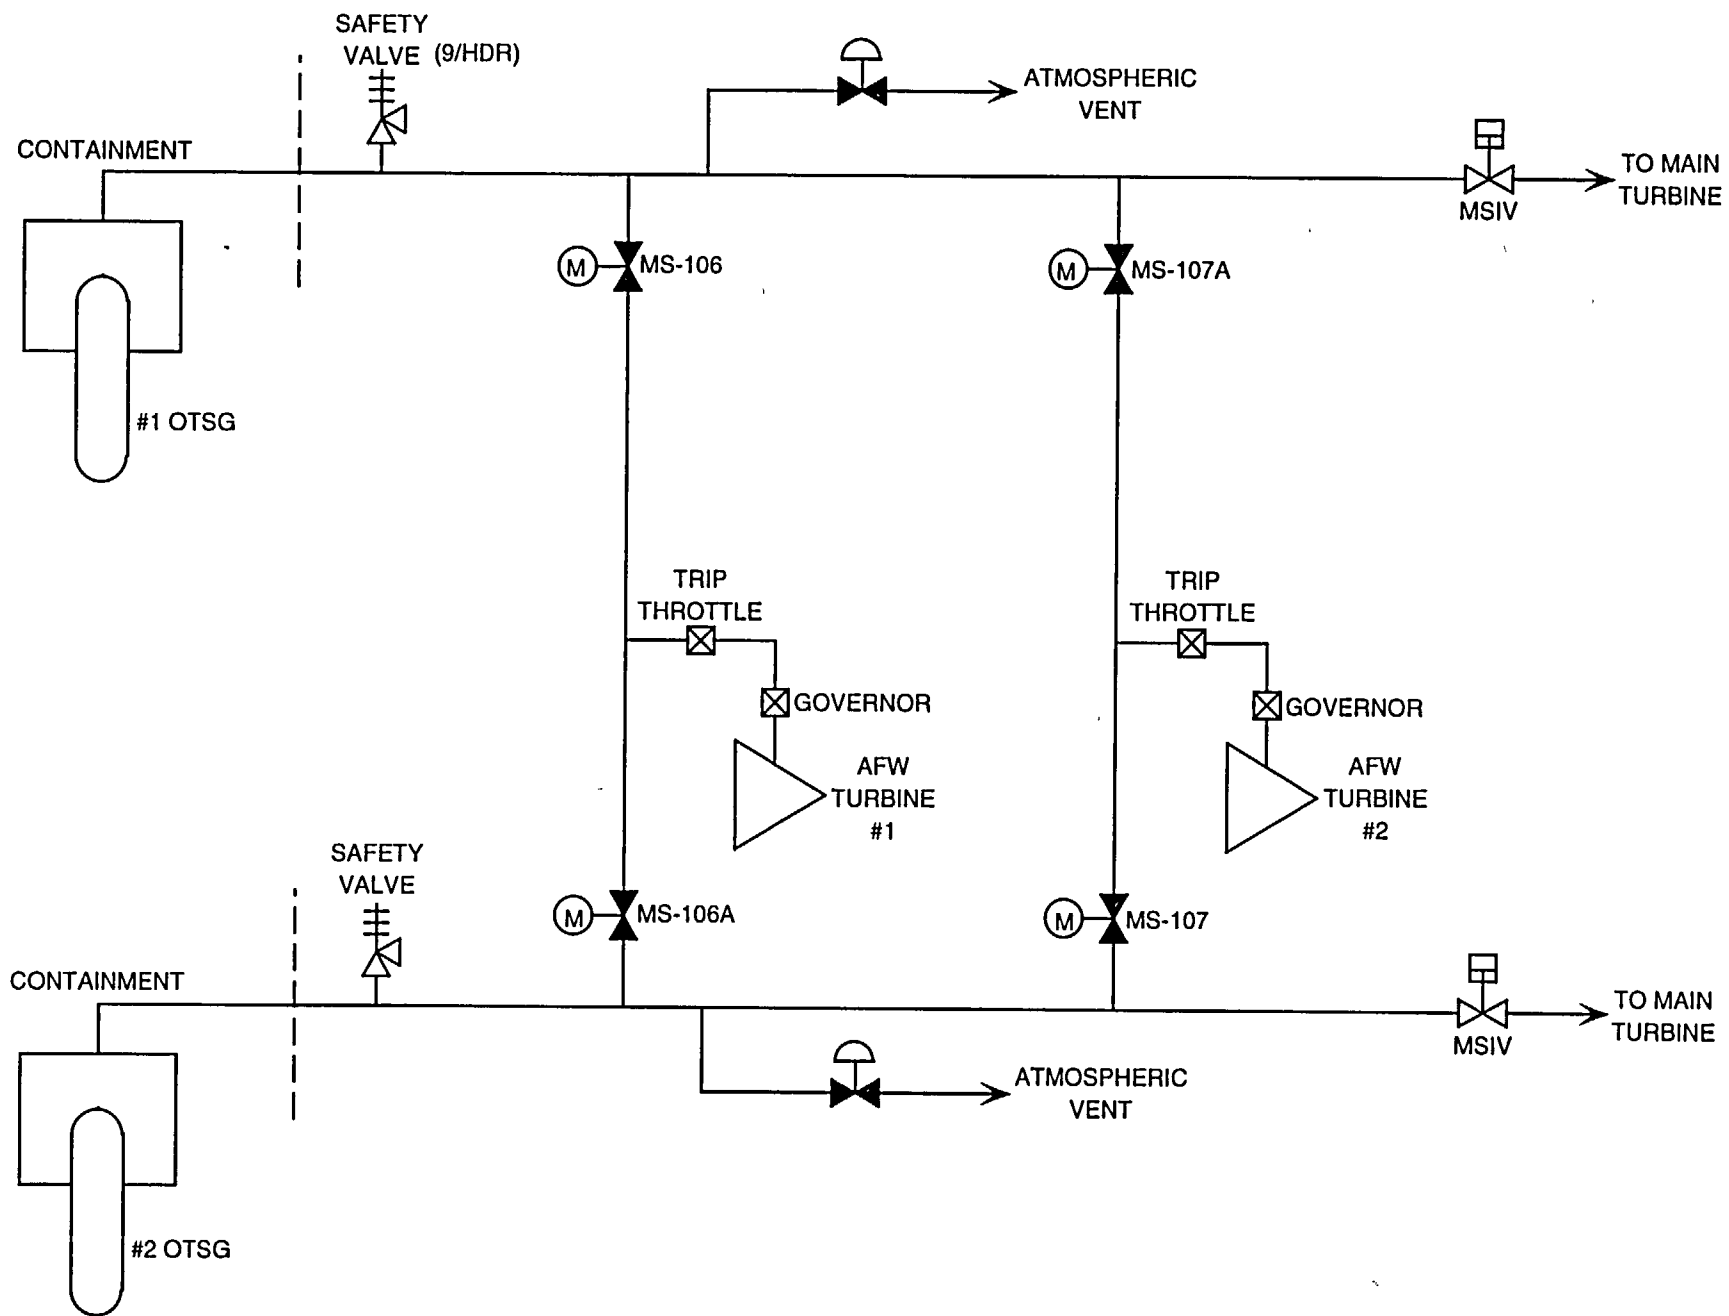 SAFETY
VALVE (9/HDR)
ATMOSPHERIC
VENT
CONTAINMENT
TO MAIN
TURBINE
MSIV
M
MS-106
M
MS-107A
#1 OTSG
TRIP
THROTTLE
TRIP
THROTTLE
GOVERNOR
GOVERNOR
AFW
TURBINE
#1
AFW
TURBINE
#2
SAFETY
VALVE
M
MS-106A
M
MS-107
CONTAINMENT
TO MAIN
TURBINE
MSIV
ATMOSPHERIC
VENT
#2 OTSG